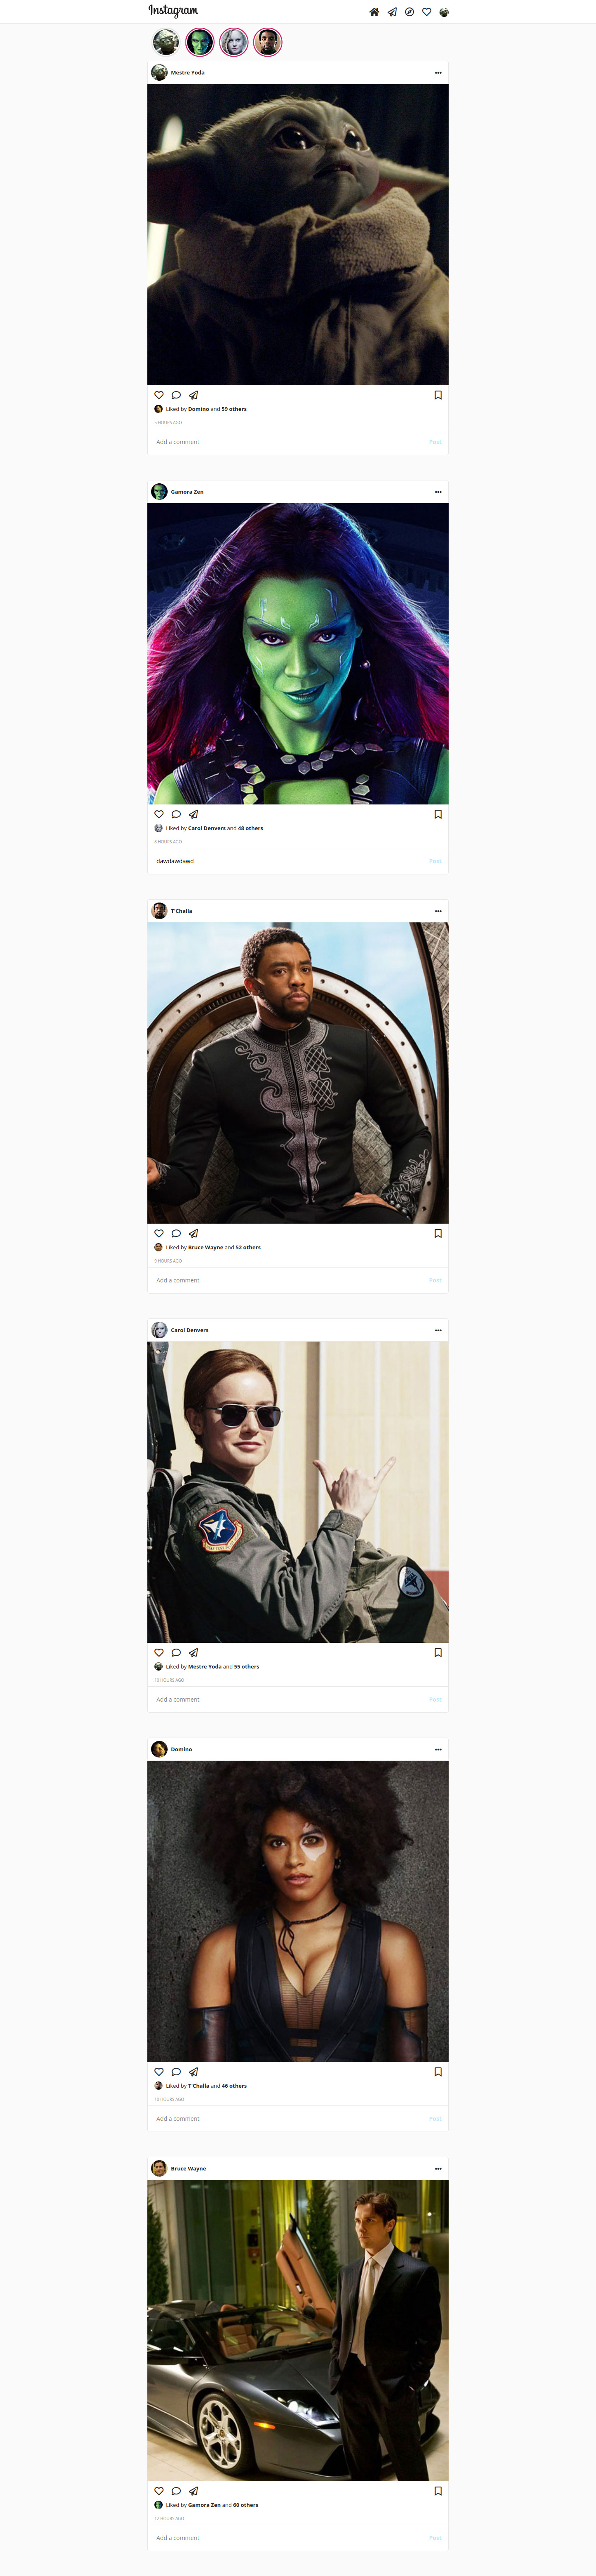 Instagram
Mestre Yoda
Liked by Domino and 59 others
5 HOURS AGO
Add a comment Post
Gamora Zen
Liked by Carol Denvers and 48 others
8 HOURS AGO
dawdawdawd Post
T'Challa
Liked by Bruce Wayne and 52 others
9 HOURS AGO
Add a comment Post
Carol Denvers
Liked by Mestre Yoda and 55 others
10 HOURS AGO
Add a comment Post
Domino
Liked by T'Challa and 46 others
10 HOURS AGO
Add a comment Post
Bruce Wayne
Liked by Gamora Zen and 60 others
12 HOURS AGO
Add a comment Post